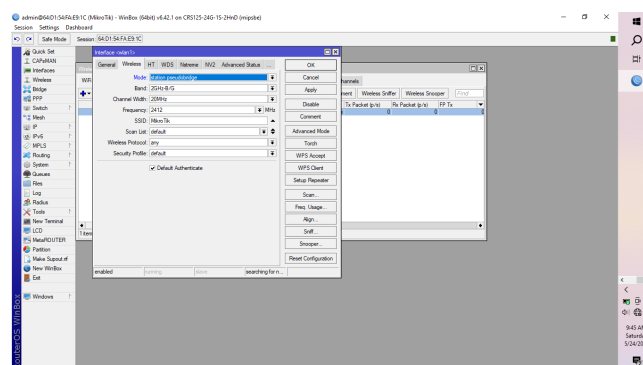 admin@64:D1:54:FA:E9:1C (MikroTik) - WinBox (64bit) v6.42.1 on CRS125-24G-1S-2HnD (mipsbe)
Session Settings Dashboard
Safe Mode Session: 64:D1:54:FA:E9:1C
Quick Set
CAPsMAN
Interfaces
Wireless
Bridge
PPP
Switch
Mesh
IP
IPv6
MPLS
Routing
System
Queues
Files
Log
Radius
Tools
New Terminal
LCD
MetaROUTER
Partition
Make Supout.rif
New WinBox
Exit
Windows
RouterOS WinBox
Interface <wlan1>
General Wireless HT WDS Nstreme NV2 Advanced Status ...
Mode: station pseudobridge
Band: 2GHz-B/G
Channel Width: 20MHz
Frequency: 2412 MHz
SSID: MikroTik
Scan List: default
Wireless Protocol: any
Security Profile: default
Default Authenticate
OK
Cancel
Apply
Disable
Comment
Advanced Mode
Torch
WPS Accept
WPS Client
Setup Repeater
Scan...
Freq. Usage...
Align...
Sniff...
Snooper...
Reset Configuration
enabled running slave searching for n...
Wireless Sniffer Wireless Snooper Find
Tx Packet (p/s) Rx Packet (p/s) FP Tx
0 0
9:45 AM